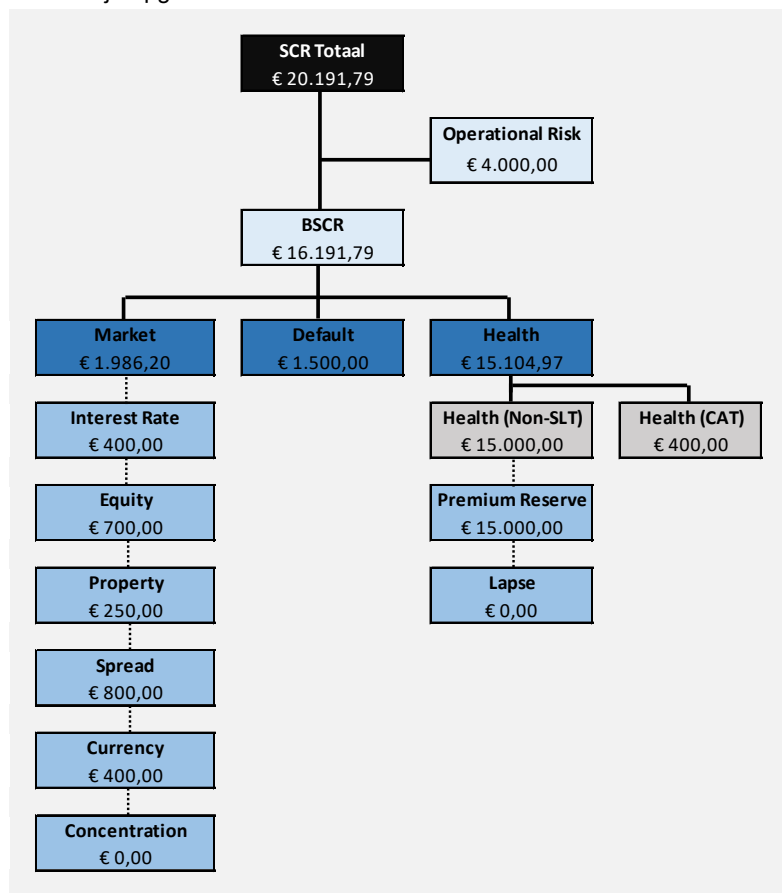 SCR Totaal
€ 20.191,79
Operational Risk
€ 4.000,00
BSCR
€ 16.191,79
Market
€ 1.986,20
Default
€ 1.500,00
Health
€ 15.104,97
Interest Rate
€ 400,00
Health (Non-SLT)
€ 15.000,00
Health (CAT)
€ 400,00
Equity
€ 700,00
Premium Reserve
€ 15.000,00
Property
€ 250,00
Lapse
€ 0,00
Spread
€ 800,00
Currency
€ 400,00
Concentration
€ 0,00